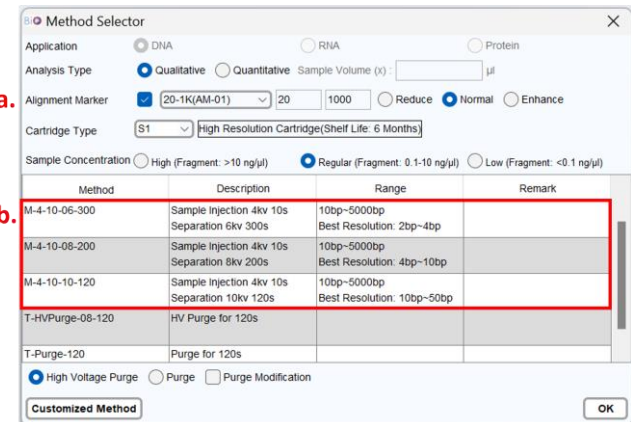 BiQ Method Selector
Application DNA RNA Protein
Analysis Type Qualitative Quantitative Sample Volume (x) : µl
a. Alignment Marker 20-1K(AM-01) 20 1000 Reduce Normal Enhance
Cartridge Type S1 High Resolution Cartridge(Shelf Life: 6 Months)
Sample Concentration High (Fragment: >10 ng/µl) Regular (Fragment: 0.1-10 ng/µl) Low (Fragment: <0.1 ng/µl)
Method Description Range Remark
b. M-4-10-06-300 Sample Injection 4kv 10s 10bp~5000bp
Separation 6kv 300s Best Resolution: 2bp~4bp
M-4-10-08-200 Sample Injection 4kv 10s 10bp~5000bp
Separation 8kv 200s Best Resolution: 4bp~10bp
M-4-10-10-120 Sample Injection 4kv 10s 10bp~5000bp
Separation 10kv 120s Best Resolution: 10bp~50bp
T-HVPurge-08-120 HV Purge for 120s
T-Purge-120 Purge for 120s
High Voltage Purge Purge Purge Modification
Customized Method OK